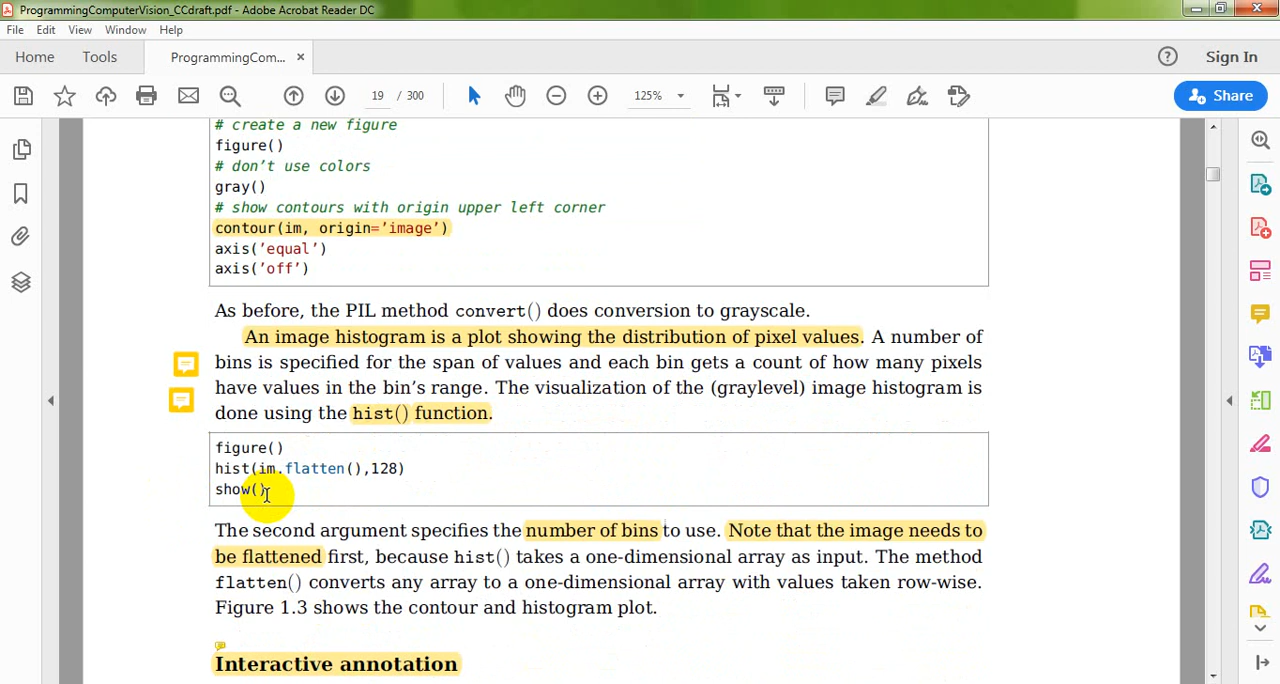 ProgrammingComputerVision_CCdraft.pdf - Adobe Acrobat Reader DC
File Edit View Window Help
Home Tools ProgrammingCom... × ? Sign In
19 / 300 125% Share
# create a new figure
figure()
# don’t use colors
gray()
# show contours with origin upper left corner
contour(im, origin=’image’)
axis(’equal’)
axis(’off’)
As before, the PIL method convert() does conversion to grayscale.
An image histogram is a plot showing the distribution of pixel values. A number of
bins is specified for the span of values and each bin gets a count of how many pixels
have values in the bin’s range. The visualization of the (graylevel) image histogram is
done using the hist() function.
figure()
hist(im.flatten(),128)
show()
The second argument specifies the number of bins to use. Note that the image needs to
be flattened first, because hist() takes a one-dimensional array as input. The method
flatten() converts any array to a one-dimensional array with values taken row-wise.
Figure 1.3 shows the contour and histogram plot.
Interactive annotation